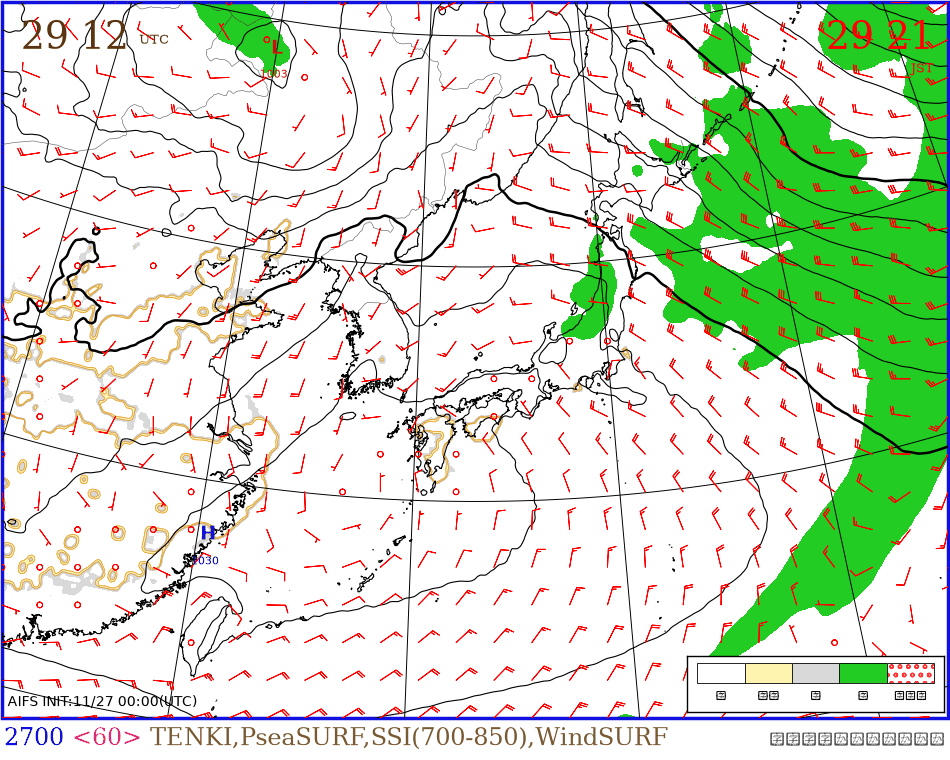 29 12 UTC
29 21
JST
L
1003
H
1030
AIFS INIT:11/27 00:00(UTC)
2700 <60> TENKI,PseaSURF,SSI(700-850),WindSURF